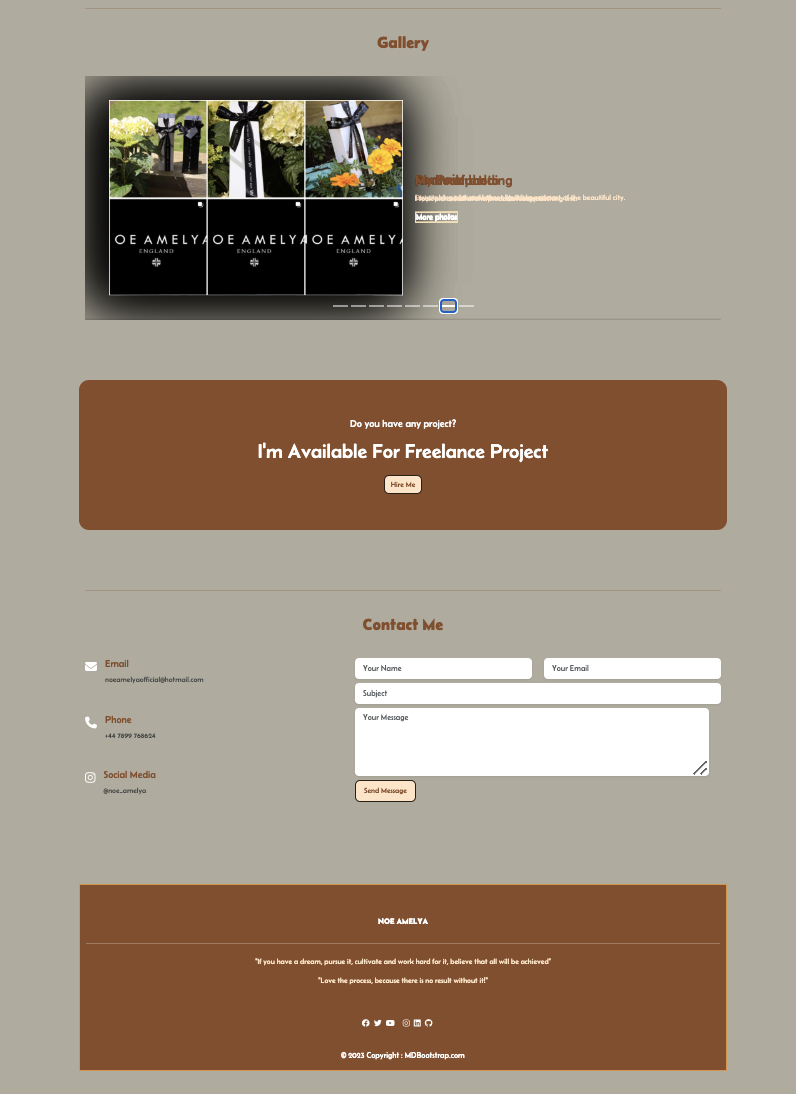 Gallery
OE AMELYA
ENGLAND
OE AMELYA
ENGLAND
OE AMELYA
ENGLAND
the beautiful city.
More photos
Do you have any project?
I'm Available For Freelance Project
Hire Me
Contact Me
Email
noeamelyaofficial@hotmail.com
Phone
+44 7899 768624
Social Media
@noe_amelya
Your Name
Your Email
Subject
Your Message
Send Message
NOE AMELYA
"If you have a dream, pursue it, cultivate and work hard for it, believe that all will be achieved"
"Love the process, because there is no result without it!"
© 2023 Copyright : MDBootstrap.com